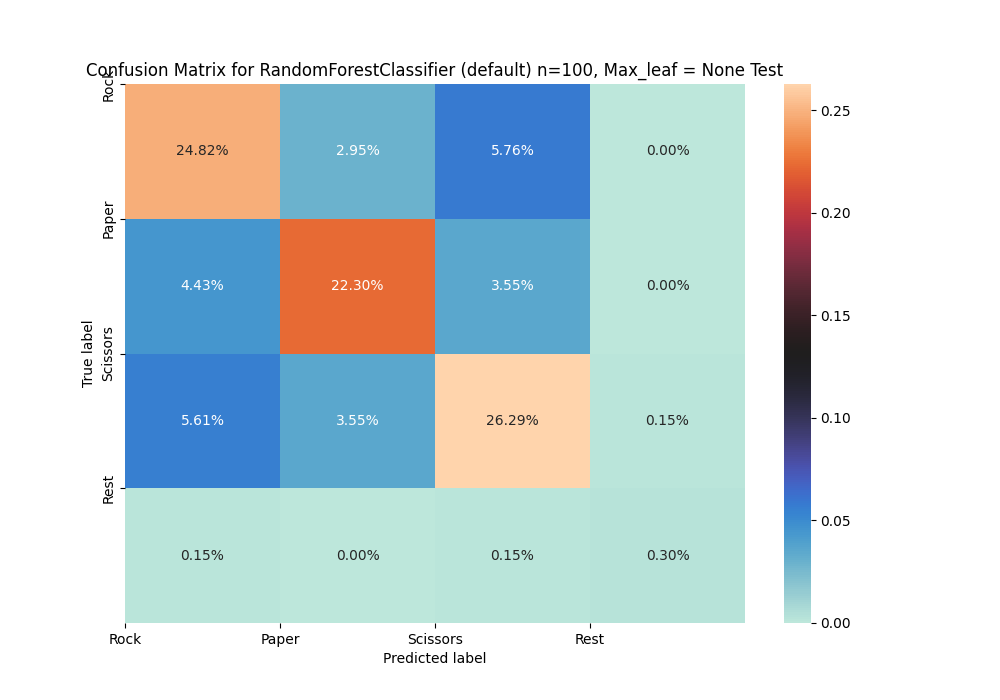 Confusion Matrix for RandomForestClassifier (default) n=100, Max_leaf = None Test
True label
Rock
24.82% 2.95% 5.76% 0.00%
Paper
4.43% 22.30% 3.55% 0.00%
Scissors
5.61% 3.55% 26.29% 0.15%
Rest
0.15% 0.00% 0.15% 0.30%
Rock Paper Scissors Rest
Predicted label
0.25
0.20
0.15
0.10
0.05
0.00